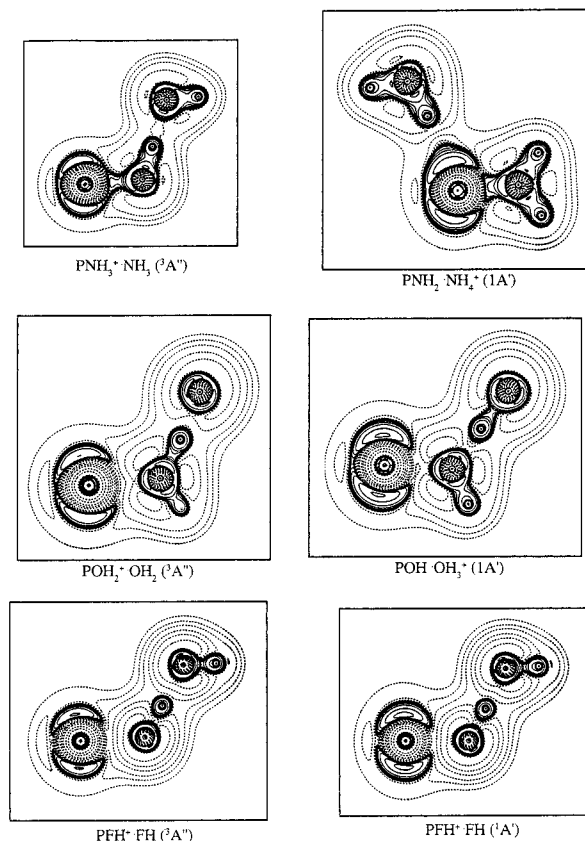 PNH₃⁺·NH₃ (³A")
PNH₂·NH₄⁺ (1A')
POH₂⁺·OH₂ (³A")
POH·OH₃⁺ (1A')
PFH⁺·FH (³A")
PFH⁺·FH (¹A')